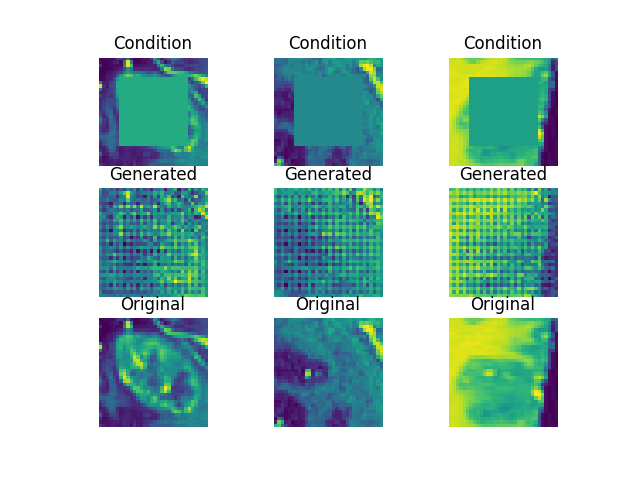 Condition Condition Condition
Generated Generated Generated
Original Original Original